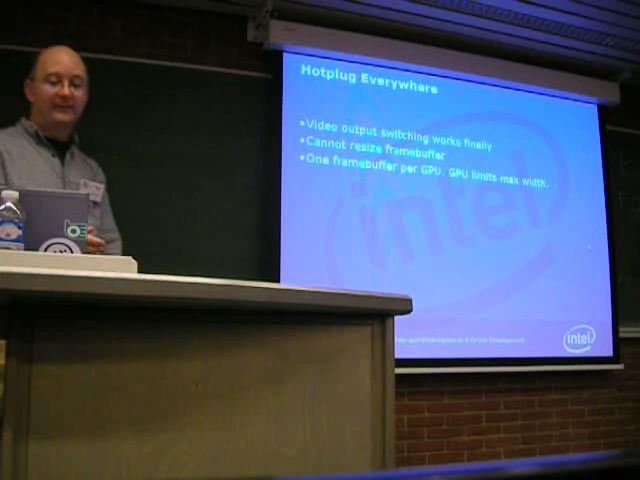 Hotplug Everywhere
•Video output switching works finally
•Cannot resize framebuffer
•One framebuffer per GPU. GPU limits max width.
intel
intel